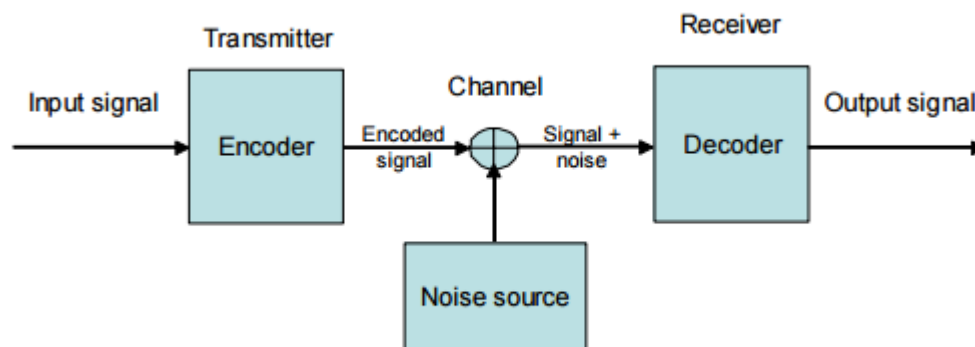 Transmitter
Receiver
Channel
Input signal
Output signal
Encoder
Encoded
signal
Signal +
noise
Decoder
Noise source